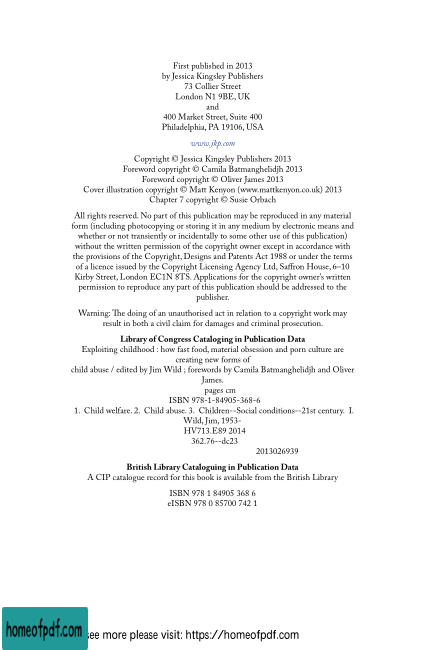 First published in 2013
by Jessica Kingsley Publishers
73 Collier Street
London N1 9BE, UK
and
400 Market Street, Suite 400
Philadelphia, PA 19106, USA
www.jkp.com
Copyright © Jessica Kingsley Publishers 2013
Foreword copyright © Camila Batmanghelidjh 2013
Foreword copyright © Oliver James 2013
Cover illustration copyright © Matt Kenyon (www.mattkenyon.co.uk) 2013
Chapter 7 copyright © Susie Orbach
All rights reserved. No part of this publication may be reproduced in any material
form (including photocopying or storing it in any medium by electronic means and
whether or not transiently or incidentally to some other use of this publication)
without the written permission of the copyright owner except in accordance with
the provisions of the Copyright, Designs and Patents Act 1988 or under the terms
of a licence issued by the Copyright Licensing Agency Ltd, Saffron House, 6–10
Kirby Street, London EC1N 8TS. Applications for the copyright owner's written
permission to reproduce any part of this publication should be addressed to the
publisher.
Warning: The doing of an unauthorised act in relation to a copyright work may
result in both a civil claim for damages and criminal prosecution.
Library of Congress Cataloging in Publication Data
Exploiting childhood : how fast food, material obsession and porn culture are
creating new forms of
child abuse / edited by Jim Wild ; forewords by Camila Batmanghelidjh and Oliver
James.
pages cm
ISBN 978-1-84905-368-6
1. Child welfare. 2. Child abuse. 3. Children--Social conditions--21st century. I.
Wild, Jim, 1953-
HV713.E89 2014
362.76--dc23
2013026939
British Library Cataloguing in Publication Data
A CIP catalogue record for this book is available from the British Library
ISBN 978 1 84905 368 6
eISBN 978 0 85700 742 1
homeofpdf.com
see more please visit: https://homeofpdf.com